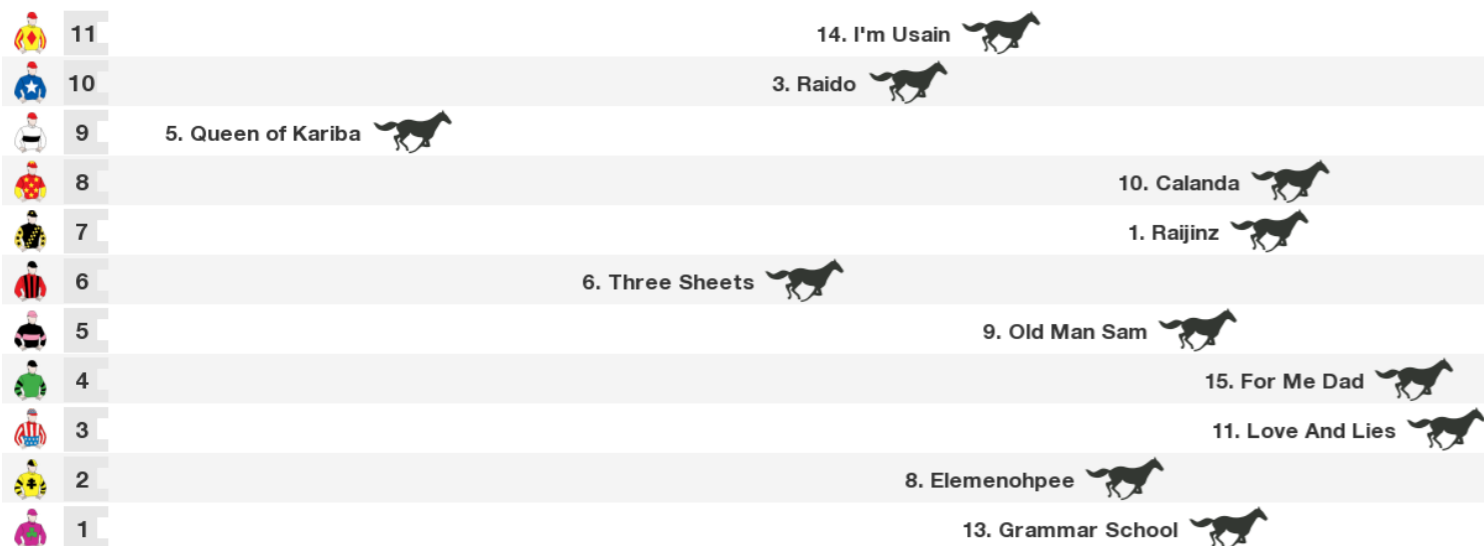 11 14. I'm Usain
10 3. Raido
9 5. Queen of Kariba
8 10. Calanda
7 1. Raijinz
6 6. Three Sheets
5 9. Old Man Sam
4 15. For Me Dad
3 11. Love And Lies
2 8. Elemenohpee
1 13. Grammar School